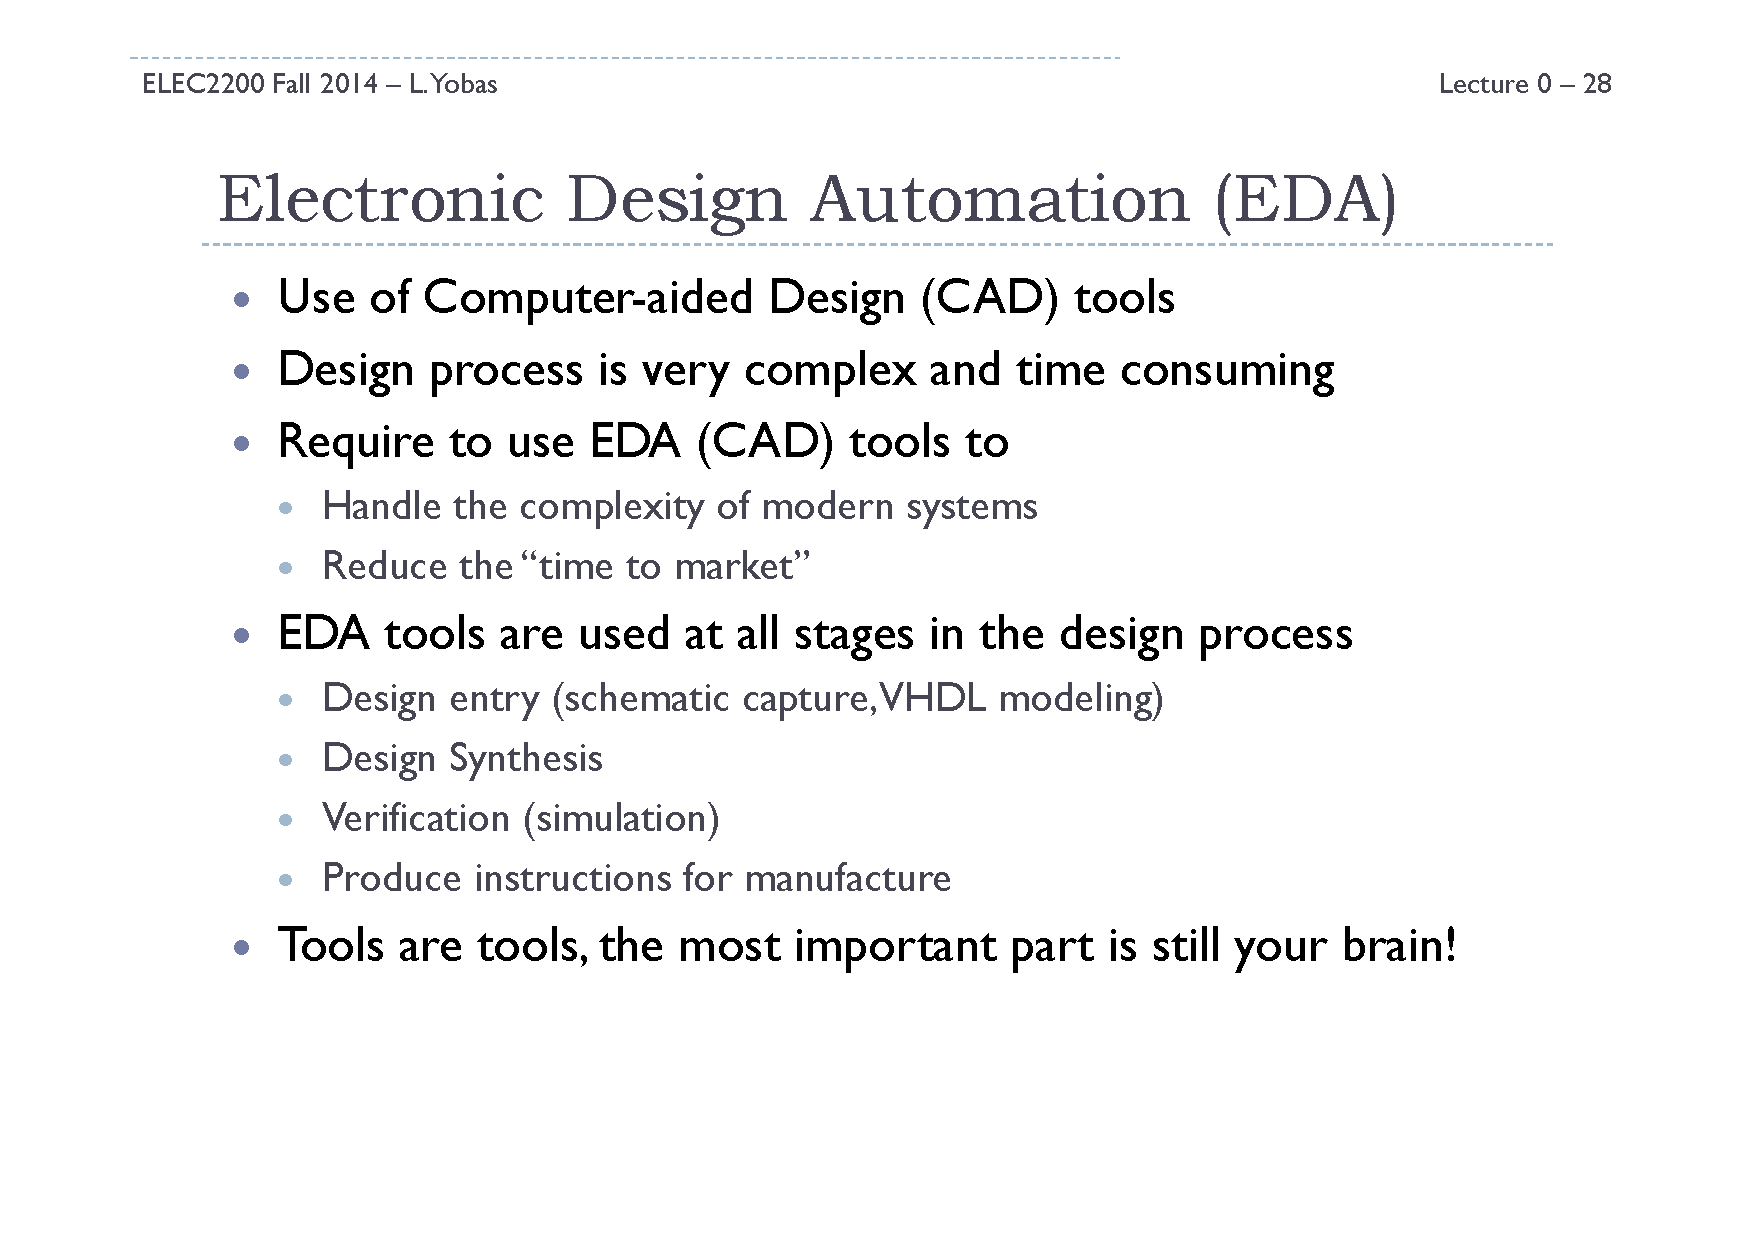 ELEC2200 Fall 2014 – L.Yobas
Lecture 0 – 28
Electronic Design Automation (EDA)
• Use of Computer-aided Design (CAD) tools
• Design process is very complex and time consuming
• Require to use EDA (CAD) tools to
• Handle the complexity of modern systems
• Reduce the “time to market”
• EDA tools are used at all stages in the design process
• Design entry (schematic capture, VHDL modeling)
• Design Synthesis
• Verification (simulation)
• Produce instructions for manufacture
• Tools are tools, the most important part is still your brain!